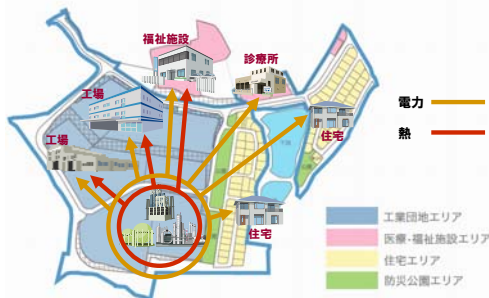 福祉施設
診療所
工場
電力
熱
住宅
工場
住宅
工業団地エリア
医療・福祉施設エリア
住宅エリア
防災公園エリア